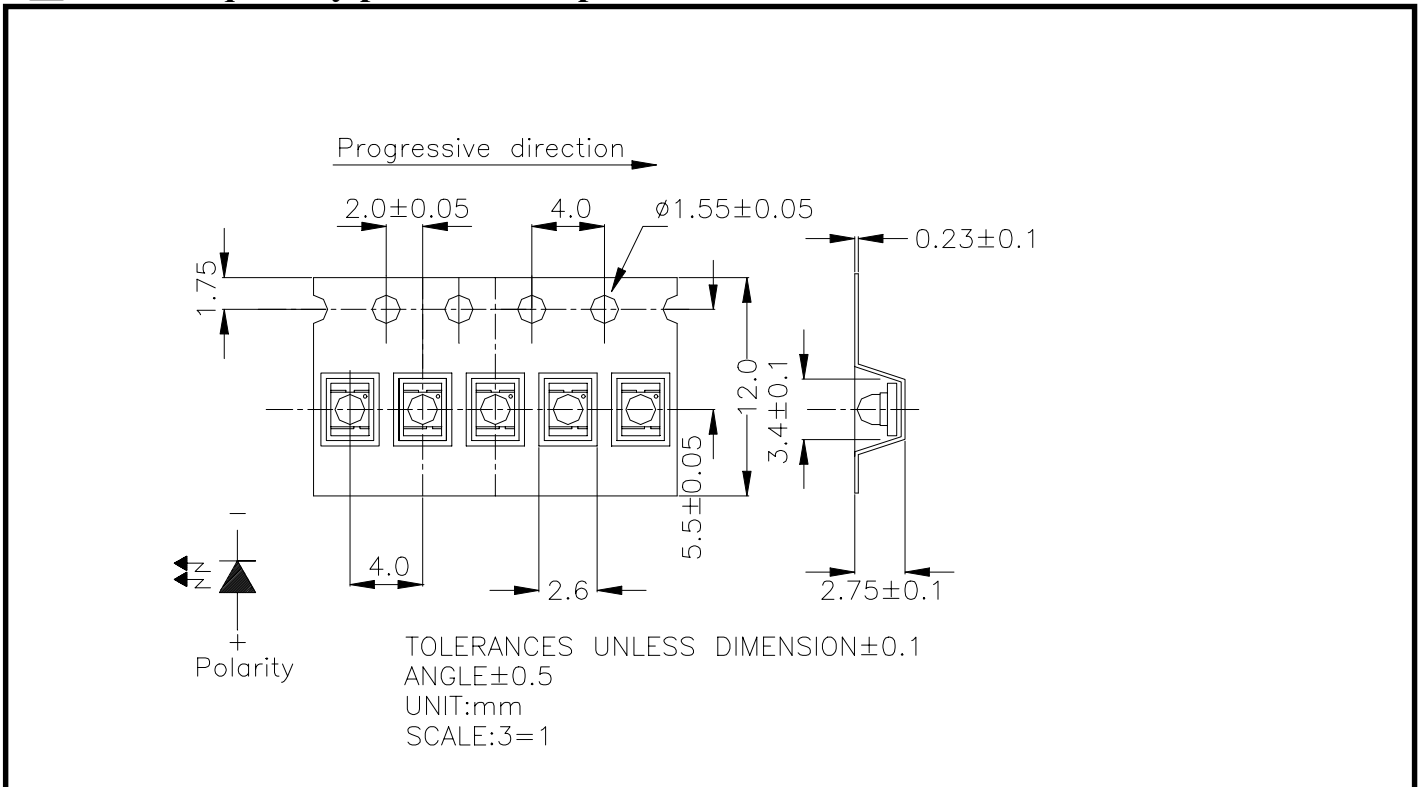 Progressive direction
2.0±0.05
4.0
ø1.55±0.05
0.23±0.1
1.75
12.0
3.4±0.1
5.5±0.05
−
4.0
2.6
2.75±0.1
+
Polarity
TOLERANCES UNLESS DIMENSION±0.1
ANGLE±0.5
UNIT:mm
SCALE:3=1